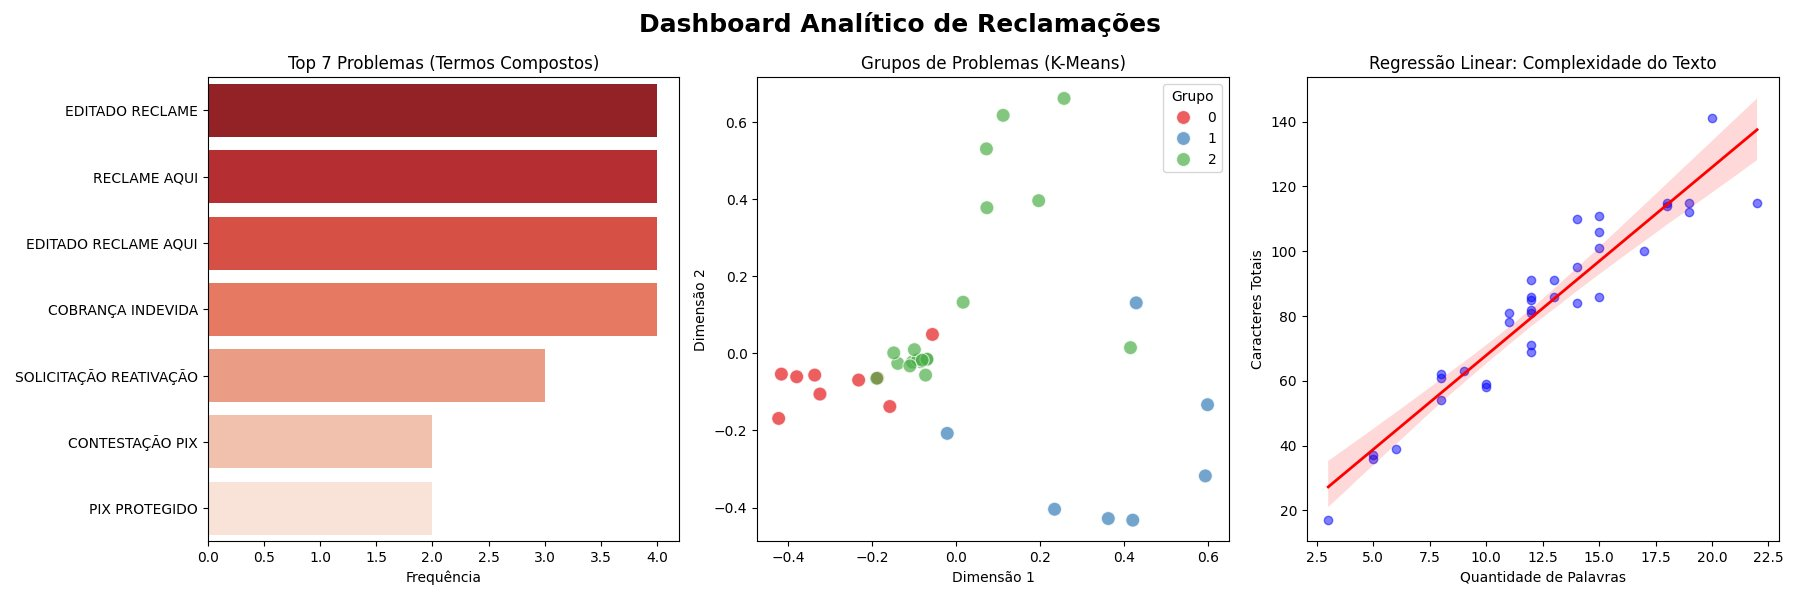 Dashboard Analítico de Reclamações
Top 7 Problemas (Termos Compostos)
EDITADO RECLAME
RECLAME AQUI
EDITADO RECLAME AQUI
COBRANÇA INDEVIDA
SOLICITAÇÃO REATIVAÇÃO
CONTESTAÇÃO PIX
PIX PROTEGIDO
0.0 0.5 1.0 1.5 2.0 2.5 3.0 3.5 4.0
Frequência
Grupos de Problemas (K-Means)
Grupo
0
1
2
Dimensão 2
0.6
0.4
0.2
0.0
−0.2
−0.4
−0.4 −0.2 0.0 0.2 0.4 0.6
Dimensão 1
Regressão Linear: Complexidade do Texto
Caracteres Totais
140
120
100
80
60
40
20
2.5 5.0 7.5 10.0 12.5 15.0 17.5 20.0 22.5
Quantidade de Palavras